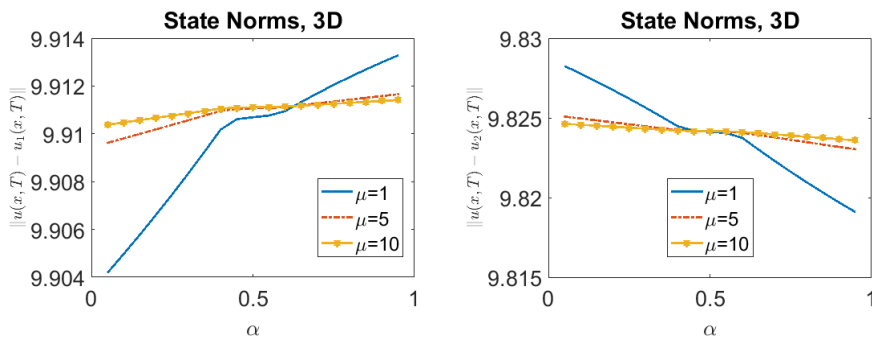 State Norms, 3D
9.914
9.912
9.91
9.908
9.906
9.904
||u(x, T) − u₁(x, T)||
μ=1
μ=5
μ=10
0
0.5
1
α
State Norms, 3D
9.83
9.825
9.82
9.815
||u(x, T) − u₂(x, T)||
μ=1
μ=5
μ=10
0
0.5
1
α